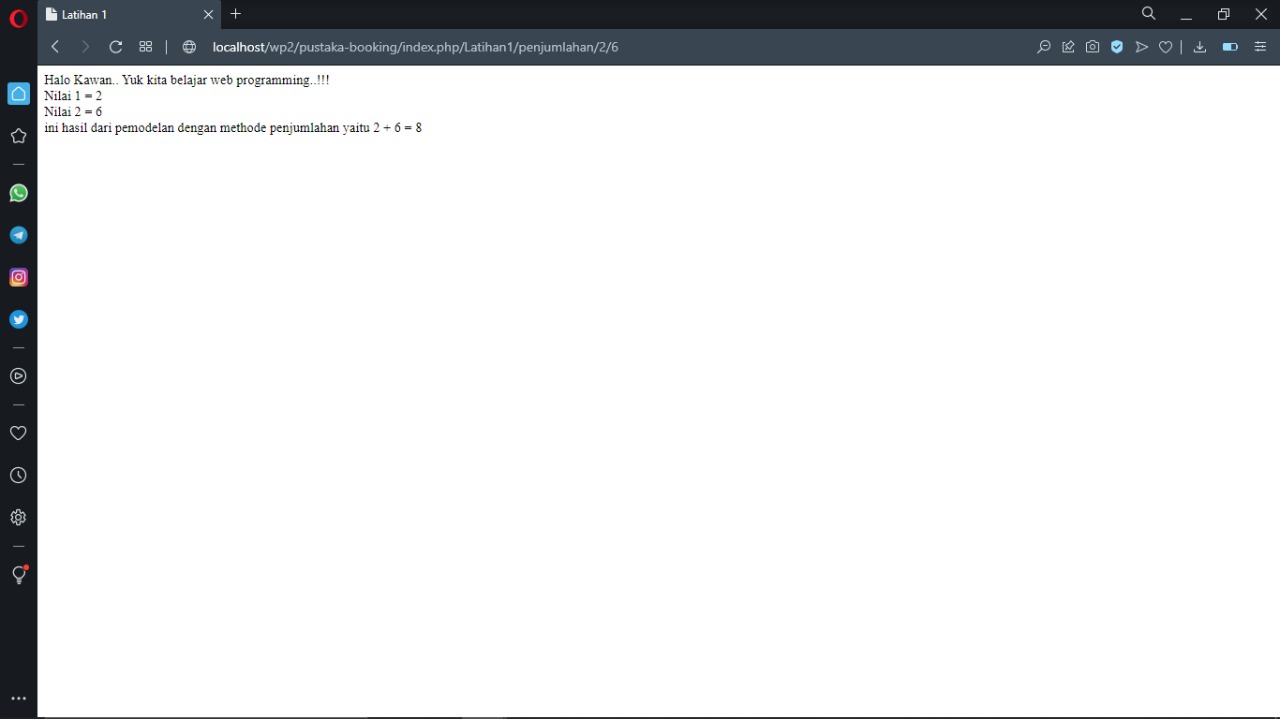 Latihan 1
localhost/wp2/pustaka-booking/index.php/Latihan1/penjumlahan/2/6
Halo Kawan.. Yuk kita belajar web programming..!!!
Nilai 1 = 2
Nilai 2 = 6
ini hasil dari pemodelan dengan methode penjumlahan yaitu 2 + 6 = 8